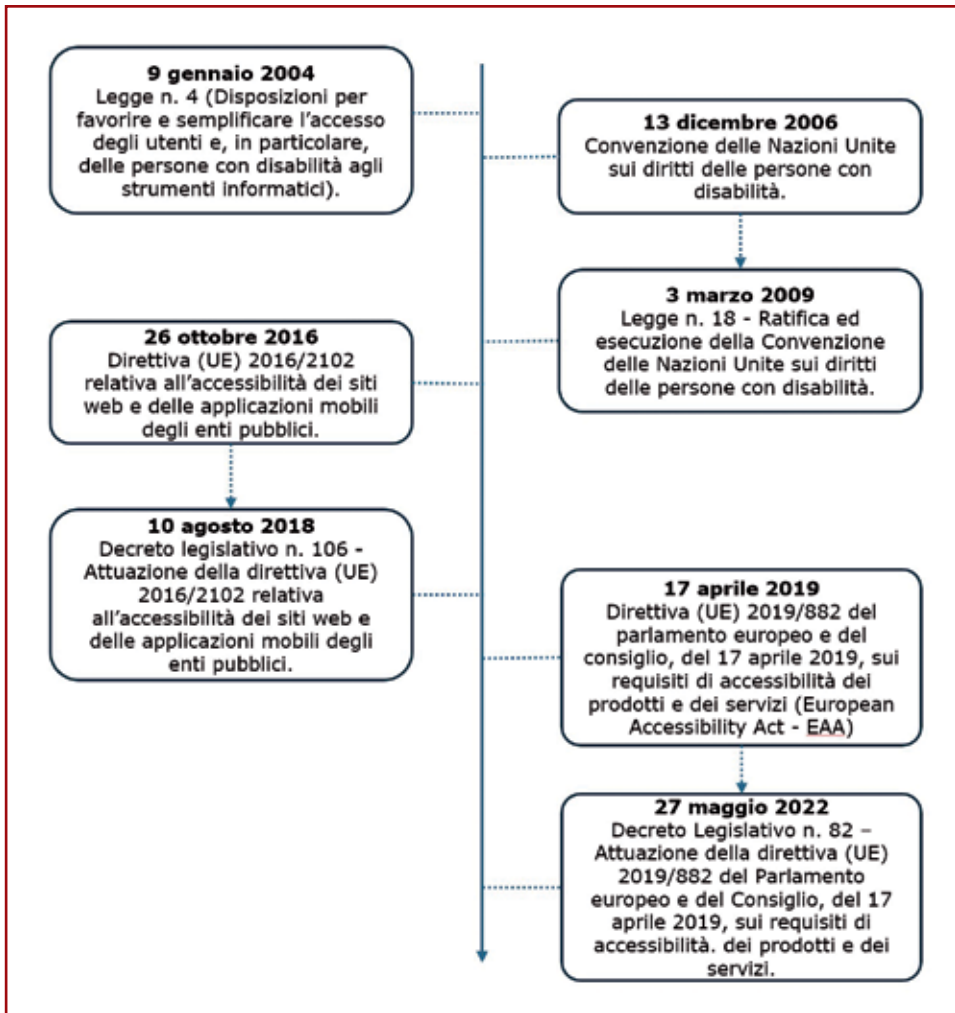 9 gennaio 2004
Legge n. 4 (Disposizioni per
favorire e semplificare l'accesso
degli utenti e, in particolare,
delle persone con disabilità agli
strumenti informatici).
13 dicembre 2006
Convenzione delle Nazioni Unite
sui diritti delle persone con
disabilità.
3 marzo 2009
Legge n. 18 - Ratifica ed
esecuzione della Convenzione
delle Nazioni Unite sui diritti
delle persone con disabilità.
26 ottobre 2016
Direttiva (UE) 2016/2102
relativa all'accessibilità dei siti
web e delle applicazioni mobili
degli enti pubblici.
10 agosto 2018
Decreto legislativo n. 106 -
Attuazione della direttiva (UE)
2016/2102 relativa
all'accessibilità dei siti web e
delle applicazioni mobili degli
enti pubblici.
17 aprile 2019
Direttiva (UE) 2019/882 del
parlamento europeo e del
consiglio, del 17 aprile 2019, sui
requisiti di accessibilità dei
prodotti e dei servizi (European
Accessibility Act - EAA)
27 maggio 2022
Decreto Legislativo n. 82 –
Attuazione della direttiva (UE)
2019/882 del Parlamento
europeo e del Consiglio, del 17
aprile 2019, sui requisiti di
accessibilità. dei prodotti e dei
servizi.